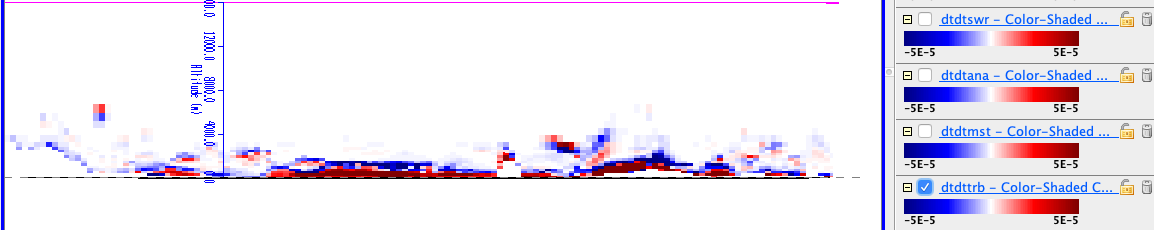 12000.0
8000.0
Altitude (m)
4000.0
dtdtswr – Color-Shaded ...
-5E-5 5E-5
dtdtana – Color-Shaded ...
-5E-5 5E-5
dtdtmst – Color-Shaded ...
-5E-5 5E-5
dtdttrb – Color-Shaded C...
-5E-5 5E-5